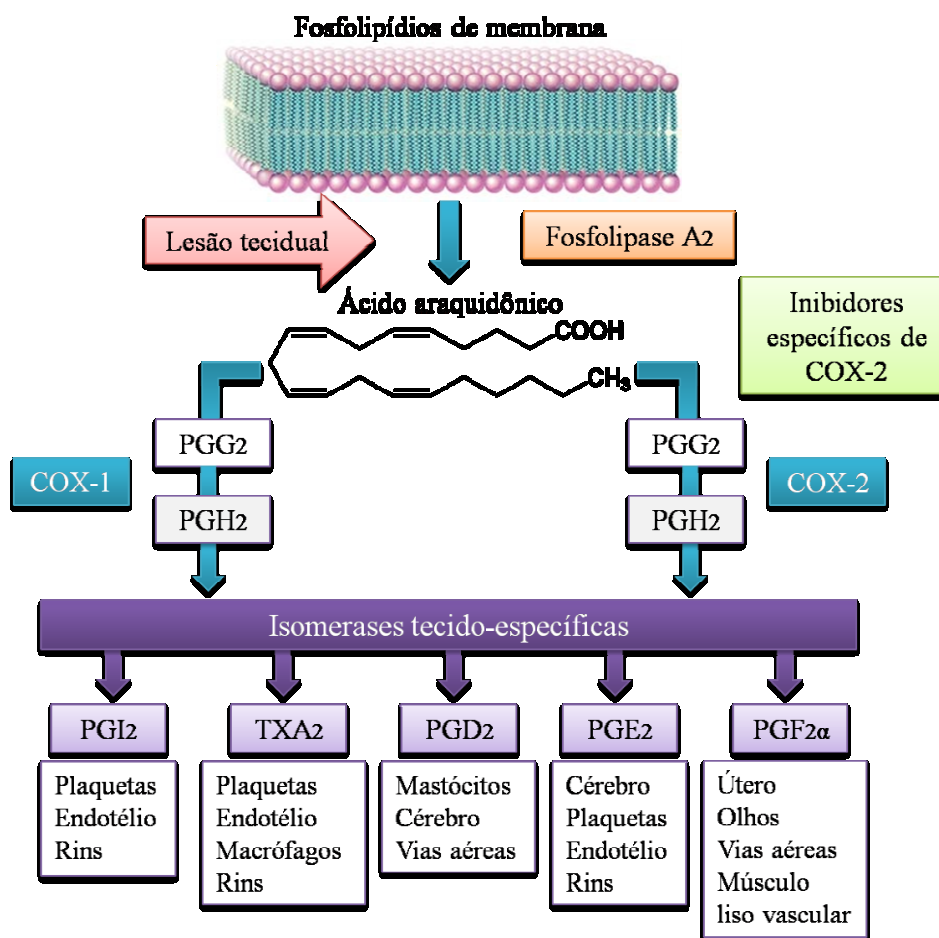 Fosfolipídios de membrana
Lesão tecidual
Fosfolipase A2
Ácido araquidônico
COOH
CH3
Inibidores
específicos de
COX-2
PGG2
PGG2
COX-1
COX-2
PGH2
PGH2
Isomerases tecido-específicas
PGI2
TXA2
PGD2
PGE2
PGF2α
Plaquetas
Endotélio
Rins
Plaquetas
Endotélio
Macrófagos
Rins
Mastócitos
Cérebro
Vias aéreas
Cérebro
Plaquetas
Endotélio
Rins
Útero
Olhos
Vias aéreas
Músculo
liso vascular